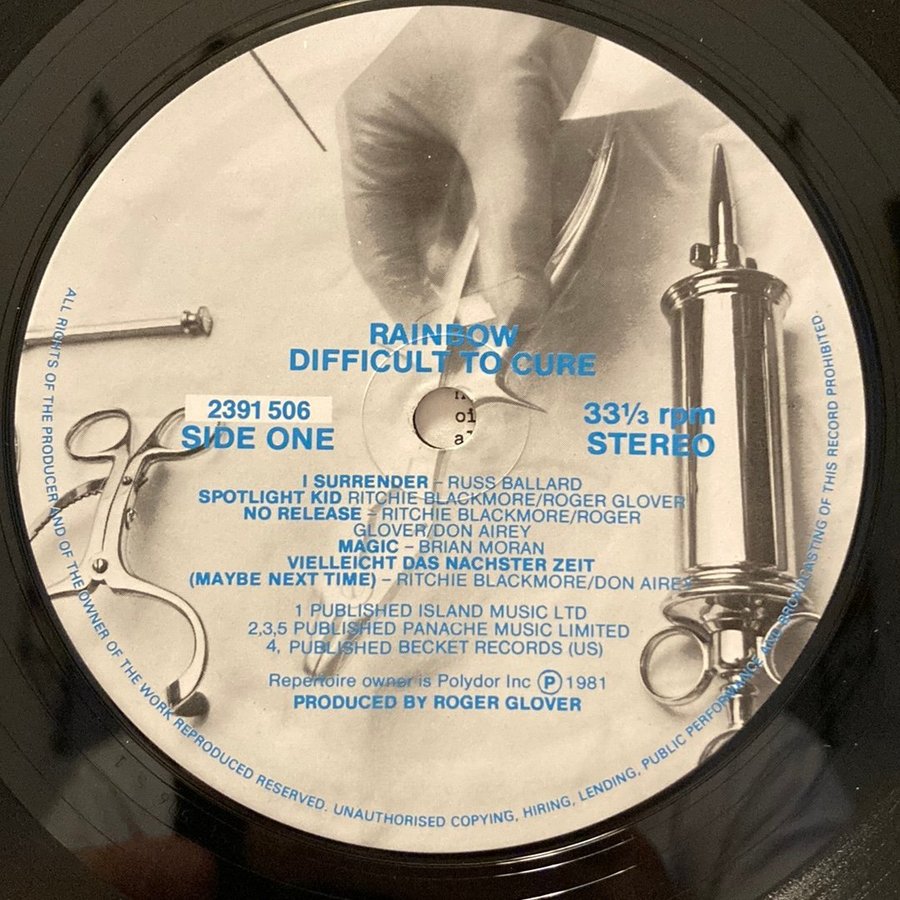 RAINBOW
DIFFICULT TO CURE
2391 506
SIDE ONE
33⅓ rpm
STEREO
I SURRENDER – RUSS BALLARD
SPOTLIGHT KID RITCHIE BLACKMORE/ROGER GLOVER
NO RELEASE – RITCHIE BLACKMORE/ROGER
GLOVER/DON AIREY
MAGIC – BRIAN MORAN
VIELLEICHT DAS NACHSTER ZEIT
(MAYBE NEXT TIME) – RITCHIE BLACKMORE/DON AIREY
1 PUBLISHED ISLAND MUSIC LTD
2,3,5 PUBLISHED PANACHE MUSIC LIMITED
4, PUBLISHED BECKET RECORDS (US)
Repertoire owner is Polydor Inc Ⓟ 1981
PRODUCED BY ROGER GLOVER
ALL RIGHTS OF THE PRODUCER AND OF THE OWNER OF THE WORK REPRODUCED RESERVED. UNAUTHORISED COPYING, HIRING, LENDING, PUBLIC PERFORMANCE AND BROADCASTING OF THIS RECORD PROHIBITED.